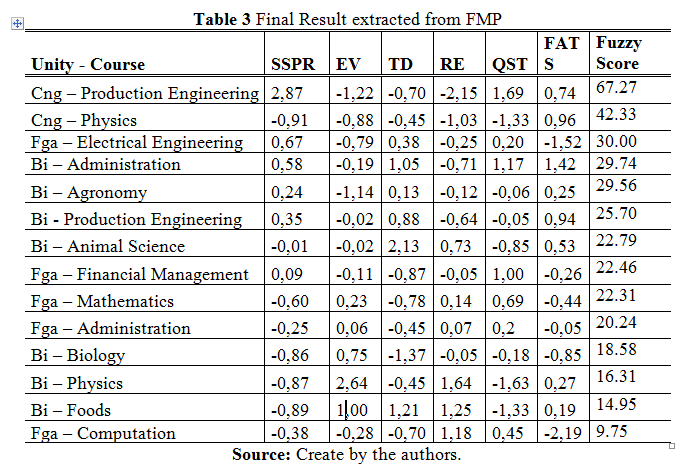 Table 3 Final Result extracted from FMP
Unity - Course SSPR EV TD RE QST FAT S Fuzzy Score
Cng – Production Engineering 2,87 -1,22 -0,70 -2,15 1,69 0,74 67.27
Cng – Physics -0,91 -0,88 -0,45 -1,03 -1,33 0,96 42.33
Fga – Electrical Engineering 0,67 -0,79 0,38 -0,25 0,20 -1,52 30.00
Bi – Administration 0,58 -0,19 1,05 -0,71 1,17 1,42 29.74
Bi – Agronomy 0,24 -1,14 0,13 -0,12 -0,06 0,25 29.56
Bi - Production Engineering 0,35 -0,02 0,88 -0,64 -0,05 0,94 25.70
Bi – Animal Science -0,01 -0,02 2,13 0,73 -0,85 0,53 22.79
Fga – Financial Management 0,09 -0,11 -0,87 -0,05 1,00 -0,26 22.46
Fga – Mathematics -0,60 0,23 -0,78 0,14 0,69 -0,44 22.31
Fga – Administration -0,25 0,06 -0,45 0,07 0,2 -0,05 20.24
Bi – Biology -0,86 0,75 -1,37 -0,05 -0,18 -0,85 18.58
Bi – Physics -0,87 2,64 -0,45 1,64 -1,63 0,27 16.31
Bi – Foods -0,89 1,00 1,21 1,25 -1,33 0,19 14.95
Fga – Computation -0,38 -0,28 -0,70 1,18 0,45 -2,19 9.75
Source: Create by the authors.